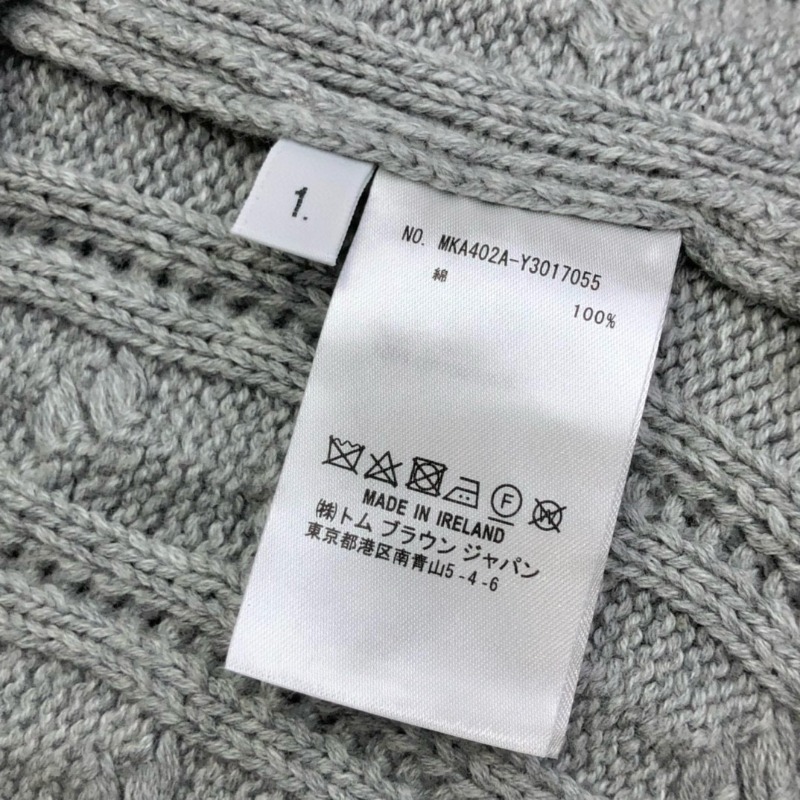 1.
NO. MKA402A-Y3017055
綿
100%
F
W
MADE IN IRELAND
㈱トム ブラウン ジャパン
東京都港区南青山5-4-6